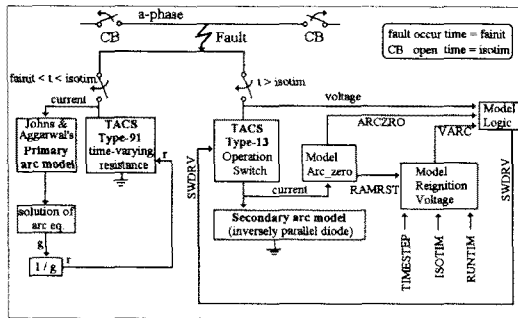 a-phase
CB
CB
Fault
fault occur time = fainit
CB open time = isotim
fainit < t < isotim
t > isotim
current
voltage
Johns &
Aggarwal's
Primary
arc model
TACS
Type-91
time-varying
resistance
r
solution of
arc eq.
g
1 / g
r
SWDRV
TACS
Type-13
Operation
Switch
current
ARCZRO
Model
Arc_zero
RAMRST
VARC
Model
Logic
Model
Reignition
Voltage
SWDRV
Secondary arc model
(inversely parallel diode)
TIMESTEP
ISOTIM
RUNTIM